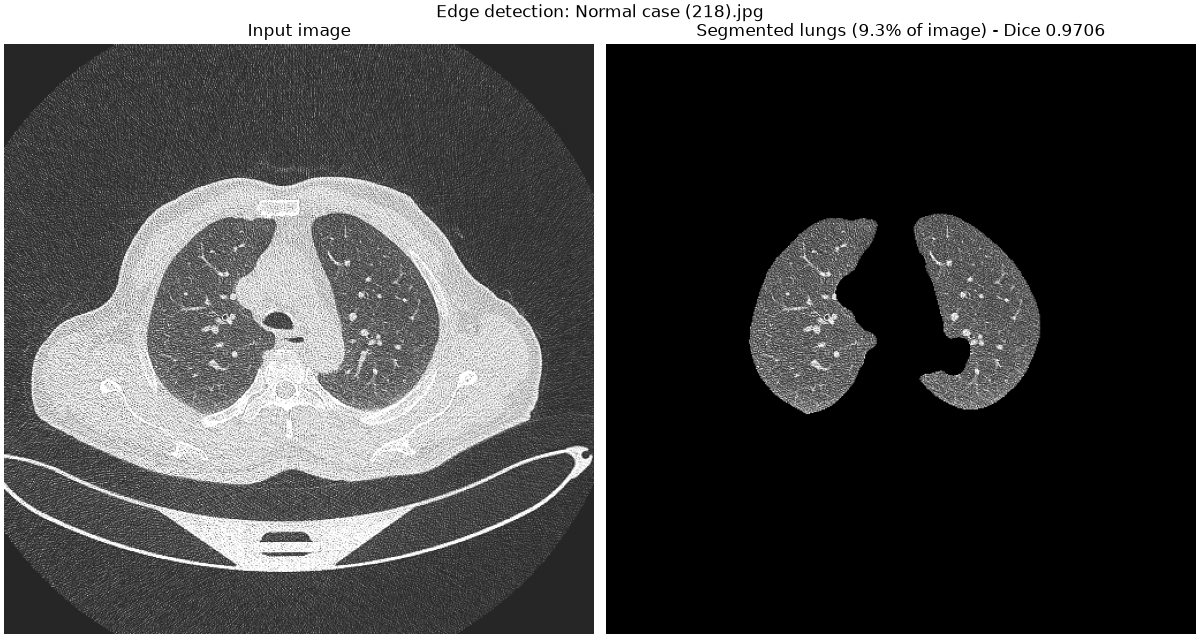 Edge detection: Normal case (218).jpg
Input image
Segmented lungs (9.3% of image) - Dice 0.9706